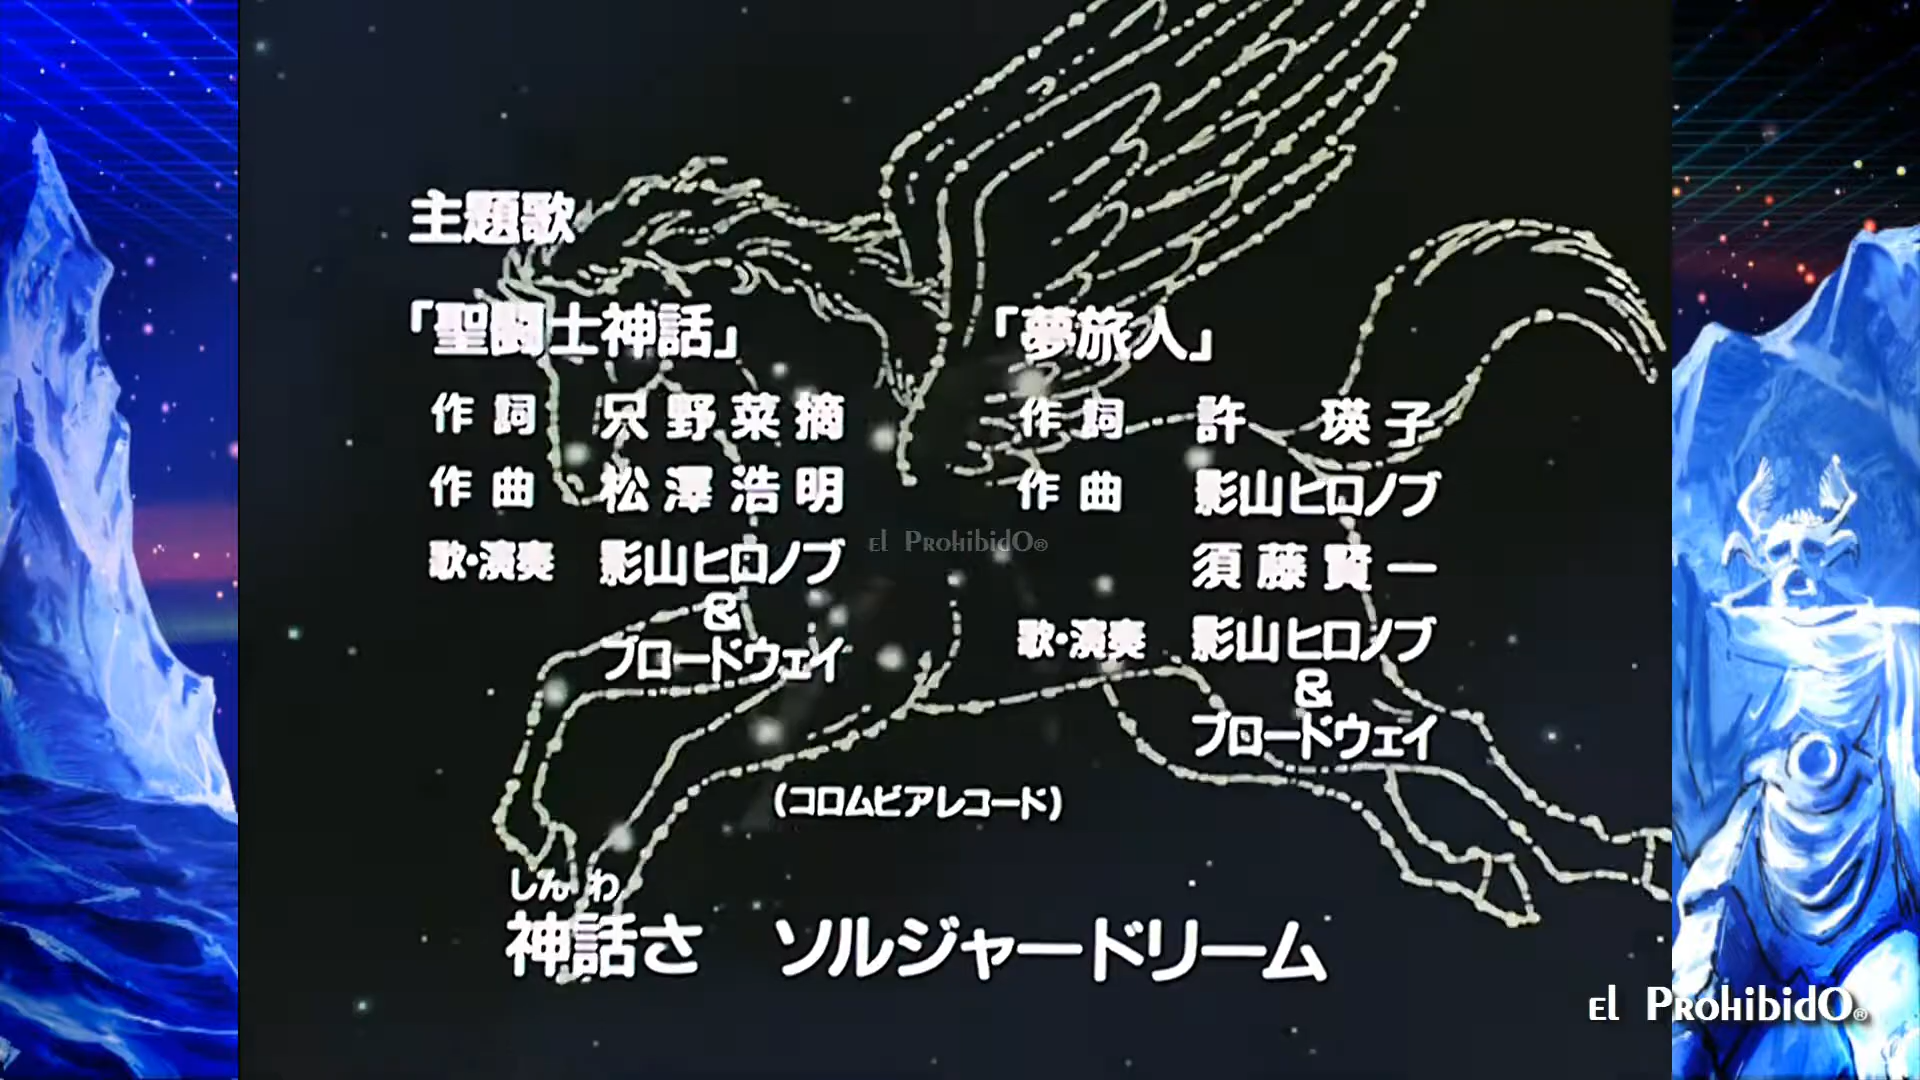 主題歌
「聖闘士神話」
作詞 只野菜摘
作曲 松澤浩明
歌・演奏 影山ヒロノブ
&
ブロードウェイ
「夢旅人」
作詞 許 瑛子
作曲 影山ヒロノブ
須藤賢一
歌・演奏 影山ヒロノブ
&
ブロードウェイ
(コロムビアレコード)
しんわ
神話さ ソルジャードリーム
El ProhibidO®
El ProhibidO®